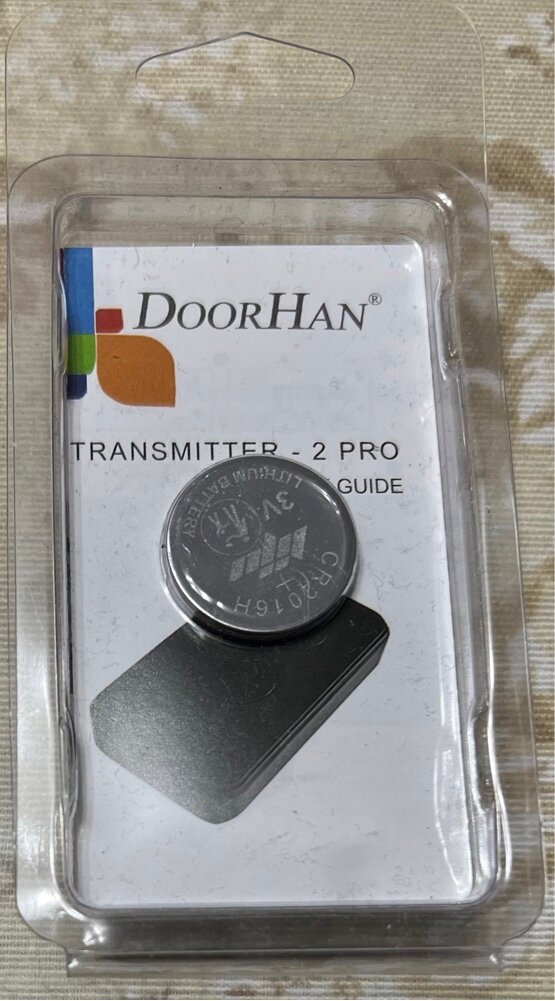 DOORHAN®
TRANSMITTER - 2 PRO
GUIDE
LITHIUM BATTERY
3V
CR2016H
+